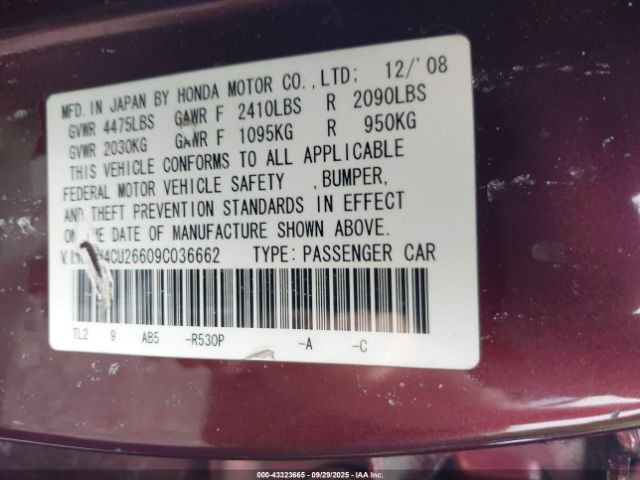 MFD. IN JAPAN BY HONDA MOTOR CO.,LTD; 12/'08
GVWR 4475LBS GAWR F 2410LBS R 2090LBS
GVWR 2030KG GAWR F 1095KG R 950KG
THIS VEHICLE CONFORMS TO ALL APPLICABLE
FEDERAL MOTOR VEHICLE SAFETY ,BUMPER,
AND THEFT PREVENTION STANDARDS IN EFFECT
ON THE DATE OF MANUFACTURE SHOWN ABOVE.
4CU26609C036662 TYPE: PASSENGER CAR
TL2 9 AB5 -R530P -A -C
000-43323665 | 09/29/2025 | IAA Inc.